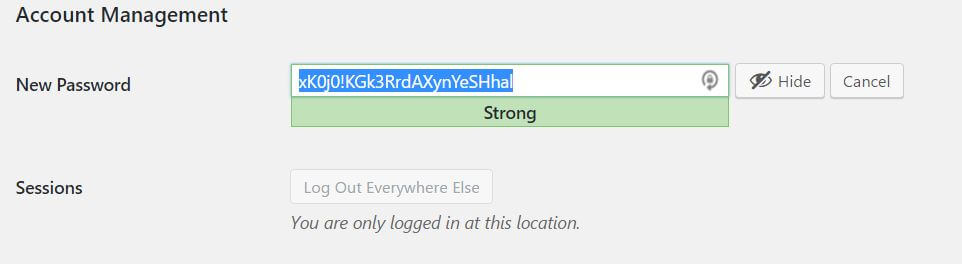 Account Management
New Password
xK0j0!KGk3RrdAXynYeSHhal
Hide
Cancel
Strong
Sessions
Log Out Everywhere Else
You are only logged in at this location.